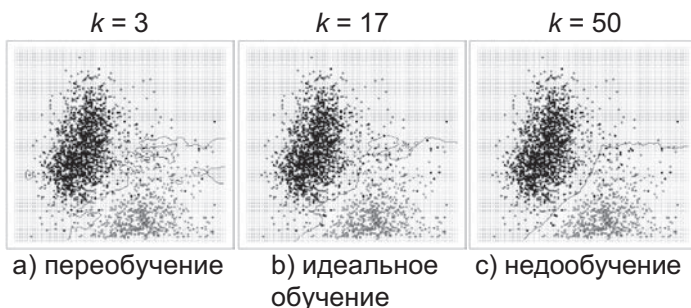 k = 3
k = 17
k = 50
a) переобучение
b) идеальное
обучение
c) недообучение